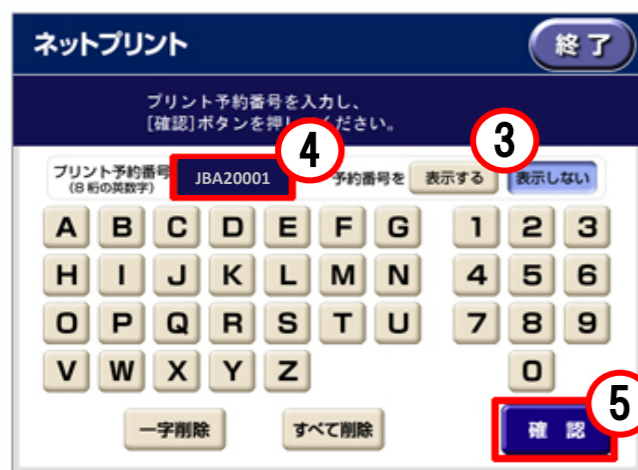 ネットプリント
終了
プリント予約番号を入力し、
[確認]ボタンを押してください。
4
3
プリント予約番号
(8桁の英数字)
JBA20001
予約番号を
表示する
表示しない
A B C D E F G 1 2 3
H I J K L M N 4 5 6
O P Q R S T U 7 8 9
V W X Y Z 0
5
一字削除
すべて削除
確認